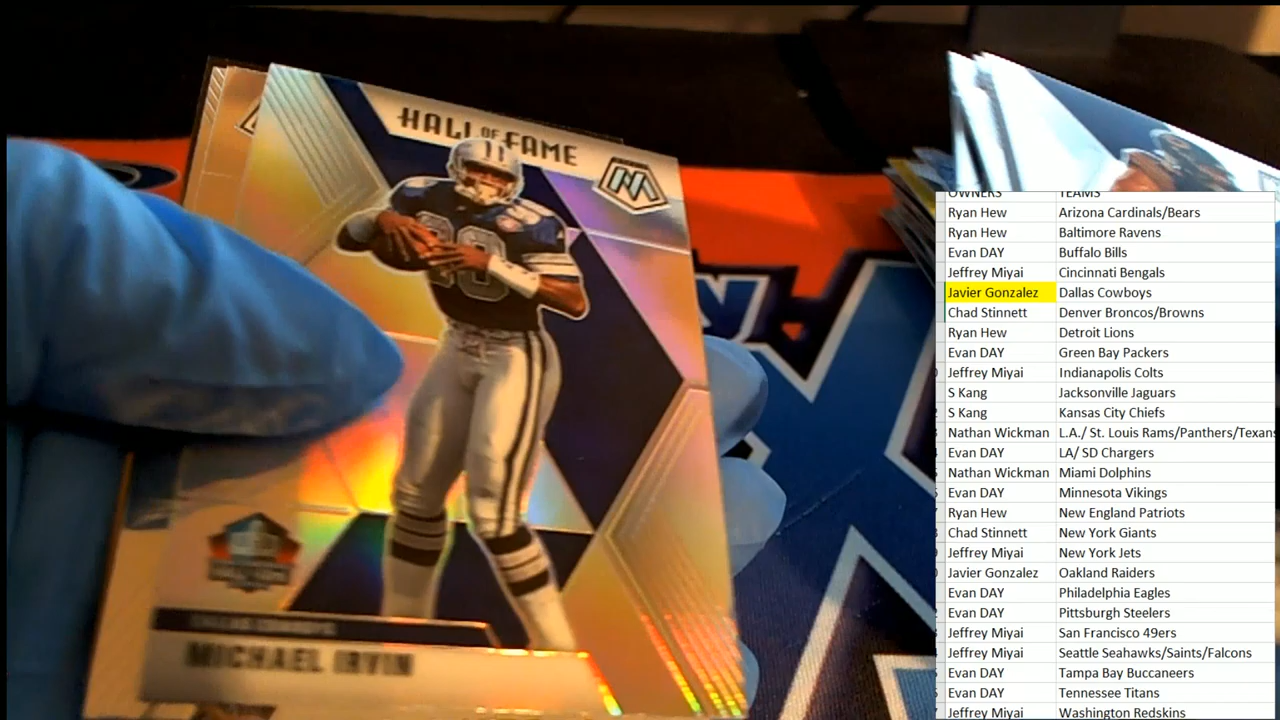 HALL OF FAME
MICHAEL IRVIN
OWNERS TEAMS
Ryan Hew Arizona Cardinals/Bears
Ryan Hew Baltimore Ravens
Evan DAY Buffalo Bills
Jeffrey Miyai Cincinnati Bengals
Javier Gonzalez Dallas Cowboys
Chad Stinnett Denver Broncos/Browns
Ryan Hew Detroit Lions
Evan DAY Green Bay Packers
Jeffrey Miyai Indianapolis Colts
S Kang Jacksonville Jaguars
S Kang Kansas City Chiefs
Nathan Wickman L.A./ St. Louis Rams/Panthers/Texans
Evan DAY LA/ SD Chargers
Nathan Wickman Miami Dolphins
Evan DAY Minnesota Vikings
Ryan Hew New England Patriots
Chad Stinnett New York Giants
Jeffrey Miyai New York Jets
Javier Gonzalez Oakland Raiders
Evan DAY Philadelphia Eagles
Evan DAY Pittsburgh Steelers
Jeffrey Miyai San Francisco 49ers
Jeffrey Miyai Seattle Seahawks/Saints/Falcons
Evan DAY Tampa Bay Buccaneers
Evan DAY Tennessee Titans
Jeffrey Miyai Washington Redskins